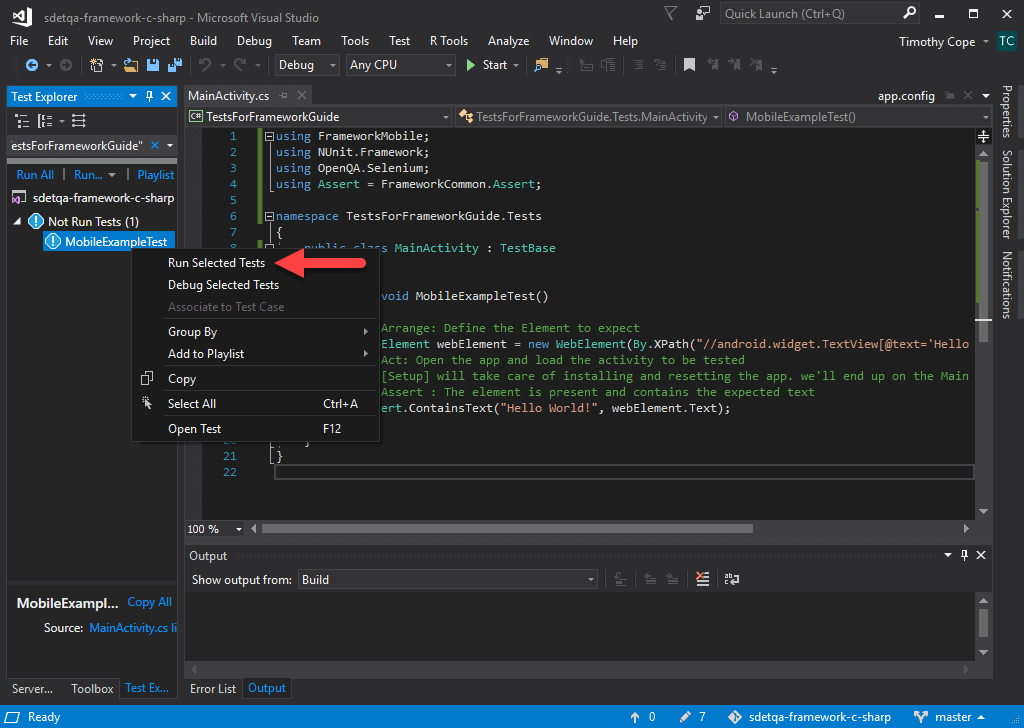 sdetqa-framework-c-sharp - Microsoft Visual Studio
Quick Launch (Ctrl+Q)
File Edit View Project Build Debug Team Tools Test R Tools Analyze Window Help
Timothy Cope TC
Debug Any CPU Start
Test Explorer
MainActivity.cs
app.config
Properties
Solution Explorer
Notifications
estsForFrameworkGuide"
C# TestsForFrameworkGuide TestsForFrameworkGuide.Tests.MainActivity MobileExampleTest()
Run All Run... Playlist
sdetqa-framework-c-sharp
Not Run Tests (1)
MobileExampleTest
1 using FrameworkMobile;
2 using NUnit.Framework;
3 using OpenQA.Selenium;
4 using Assert = FrameworkCommon.Assert;
5
6 namespace TestsForFrameworkGuide.Tests
7 {
8 public class MainActivity : TestBase
void MobileExampleTest()
Arrange: Define the Element to expect
Element webElement = new WebElement(By.XPath("//android.widget.TextView[@text='Hello
Act: Open the app and load the activity to be tested
[Setup] will take care of installing and resetting the app. we'll end up on the Main
Assert : The element is present and contains the expected text
ert.ContainsText("Hello World!", webElement.Text);
20 }
21 }
22
Run Selected Tests
Debug Selected Tests
Associate to Test Case
Group By
Add to Playlist
Copy
Select All Ctrl+A
Open Test F12
100 %
Output
Show output from: Build
MobileExampl... Copy All
Source: MainActivity.cs li
Server... Toolbox Test Ex...
Error List Output
Ready
0 7 sdetqa-framework-c-sharp master